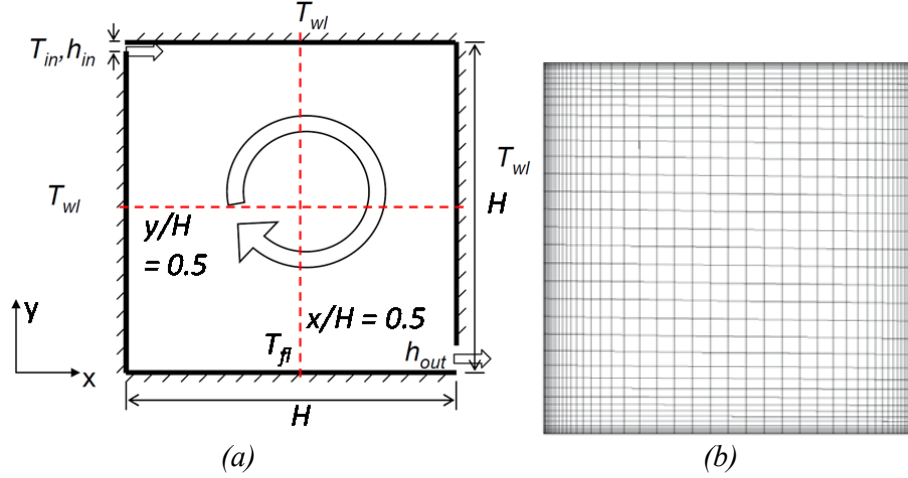 T_wl
T_in, h_in
T_wl
y/H
= 0.5
T_wl
H
x/H = 0.5
T_fl
h_out
y
x
H
(a)
(b)